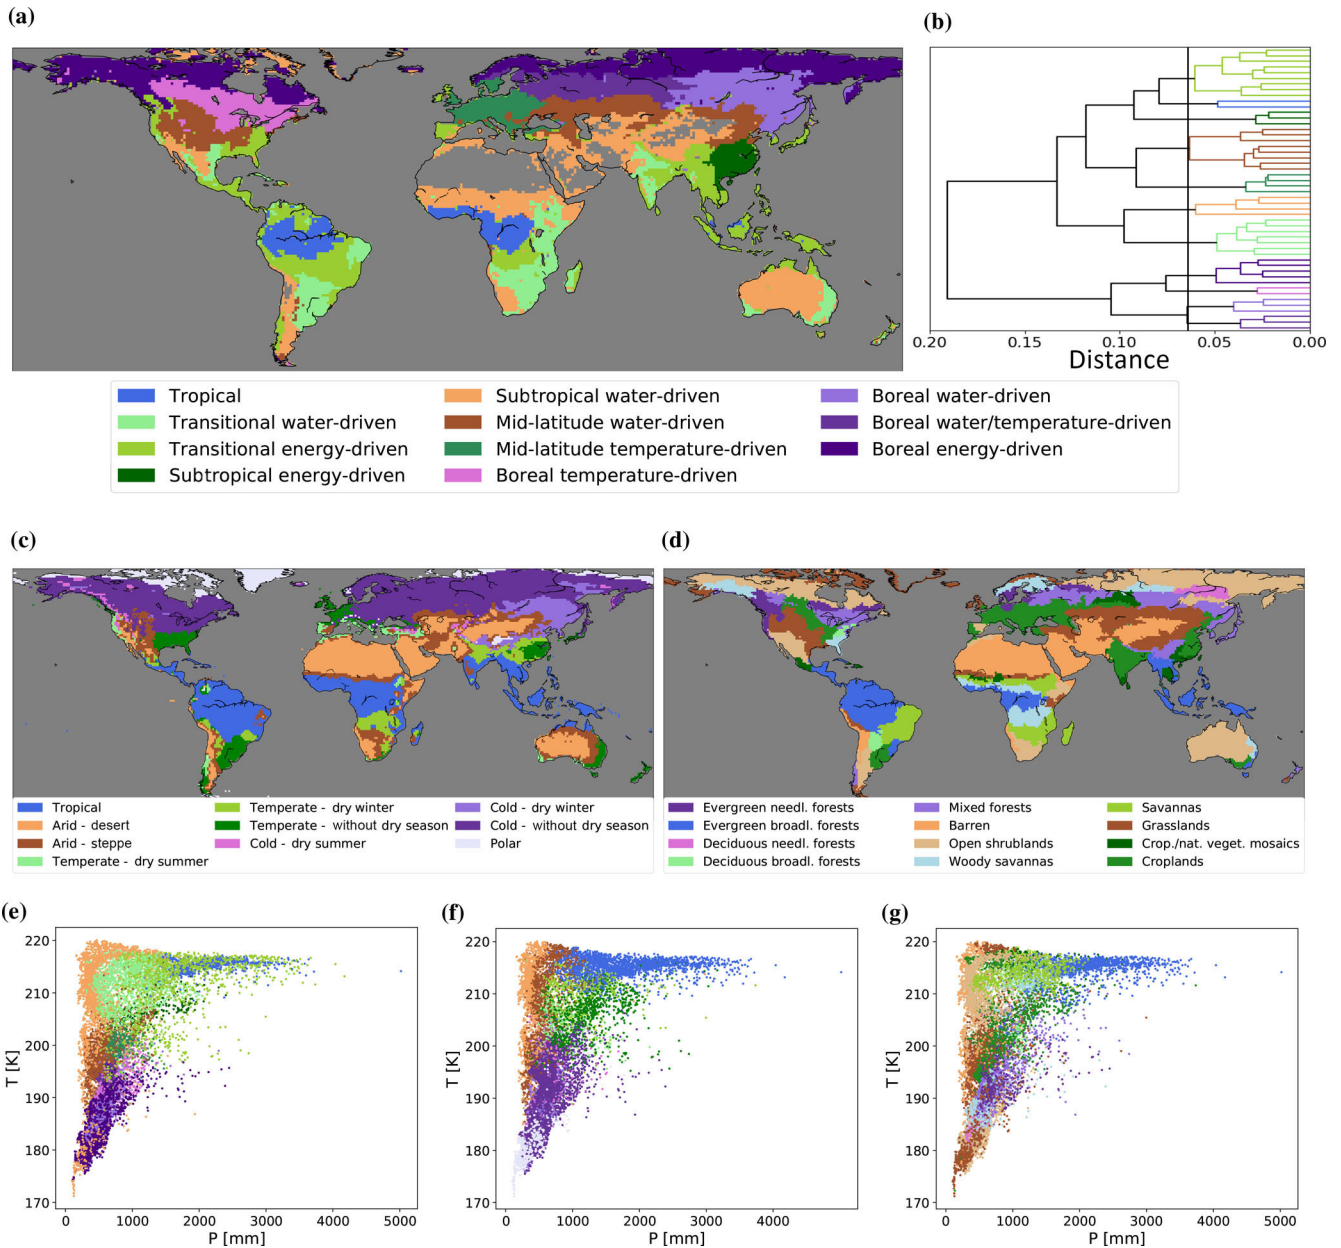 (a)
(b)
0.20 0.15 0.10 0.05 0.00
Distance
Tropical
Transitional water-driven
Transitional energy-driven
Subtropical energy-driven
Subtropical water-driven
Mid-latitude water-driven
Mid-latitude temperature-driven
Boreal temperature-driven
Boreal water-driven
Boreal water/temperature-driven
Boreal energy-driven
(c)
Tropical
Arid - desert
Arid - steppe
Temperate - dry summer
Temperate - dry winter
Temperate - without dry season
Cold - dry summer
Cold - dry winter
Cold - without dry season
Polar
(d)
Evergreen needl. forests
Evergreen broadl. forests
Deciduous needl. forests
Deciduous broadl. forests
Mixed forests
Barren
Open shrublands
Woody savannas
Savannas
Grasslands
Crop./nat. veget. mosaics
Croplands
(e)
220
210
200
190
180
170
T [K]
0 1000 2000 3000 4000 5000
P [mm]
(f)
220
210
200
190
180
170
T [K]
0 1000 2000 3000 4000
P [mm]
(g)
220
210
200
190
180
170
T [K]
0 1000 2000 3000 4000 5000
P [mm]